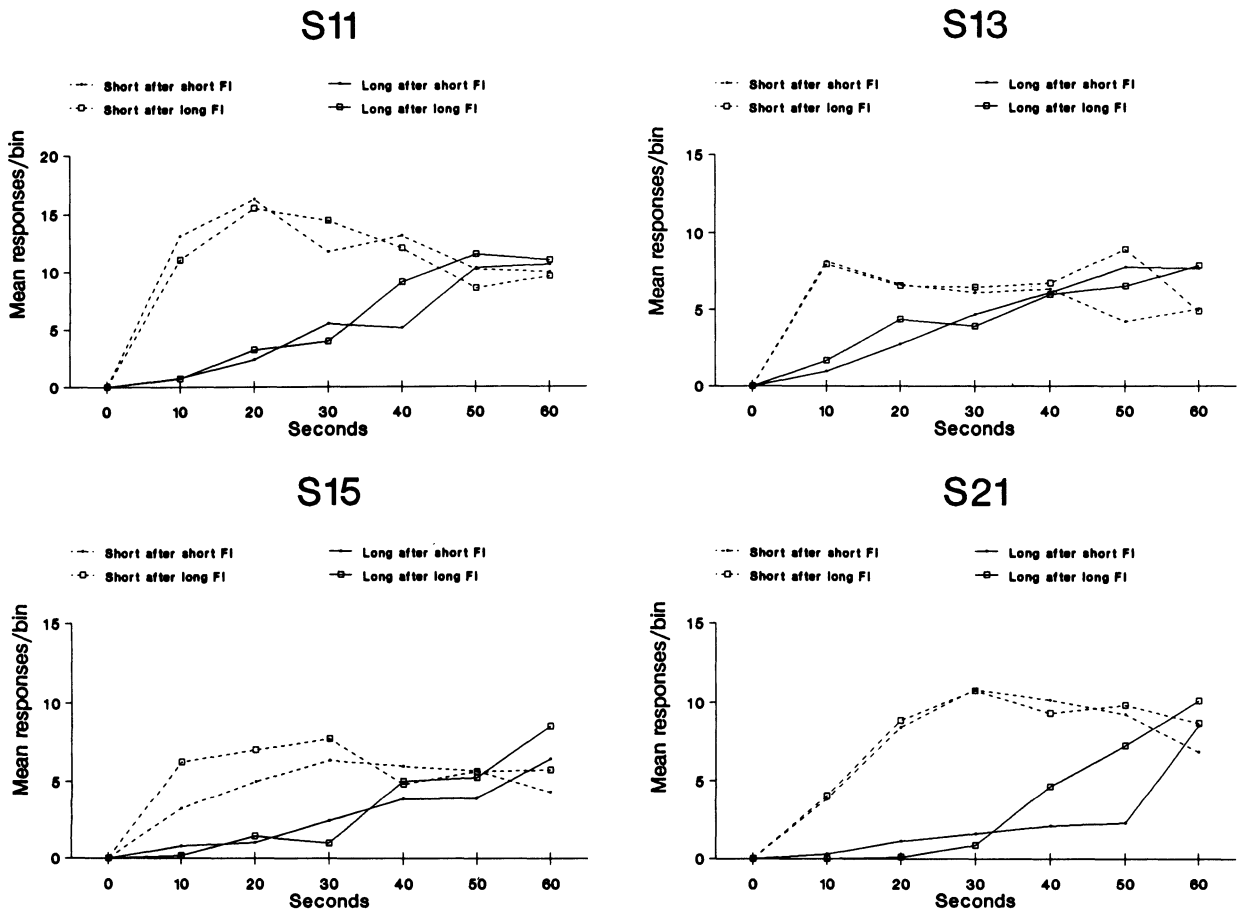 S11
Short after short FI
Long after short FI
Short after long FI
Long after long FI
Mean responses/bin
20
15
10
5
0
0 10 20 30 40 50 60
Seconds
S13
Short after short FI
Long after short FI
Short after long FI
Long after long FI
Mean responses/bin
15
10
5
0
0 10 20 30 40 50 60
Seconds
S15
Short after short FI
Long after short FI
Short after long FI
Long after long FI
Mean responses/bin
15
10
5
0
0 10 20 30 40 50 60
Seconds
S21
Short after short FI
Long after short FI
Short after long FI
Long after long FI
Mean responses/bin
15
10
5
0
0 10 20 30 40 50 60
Seconds